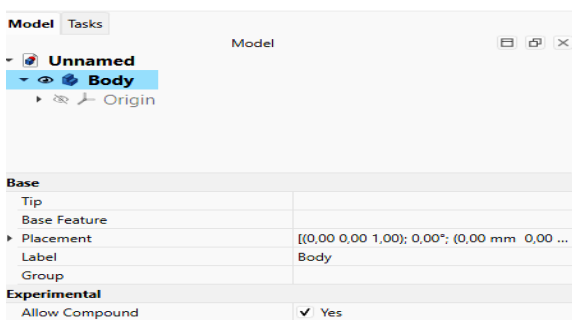 Model Tasks
Model
Unnamed
Body
Origin
Base
Tip
Base Feature
Placement [(0,00 0,00 1,00); 0,00°; (0,00 mm 0,00 ...
Label Body
Group
Experimental
Allow Compound Yes